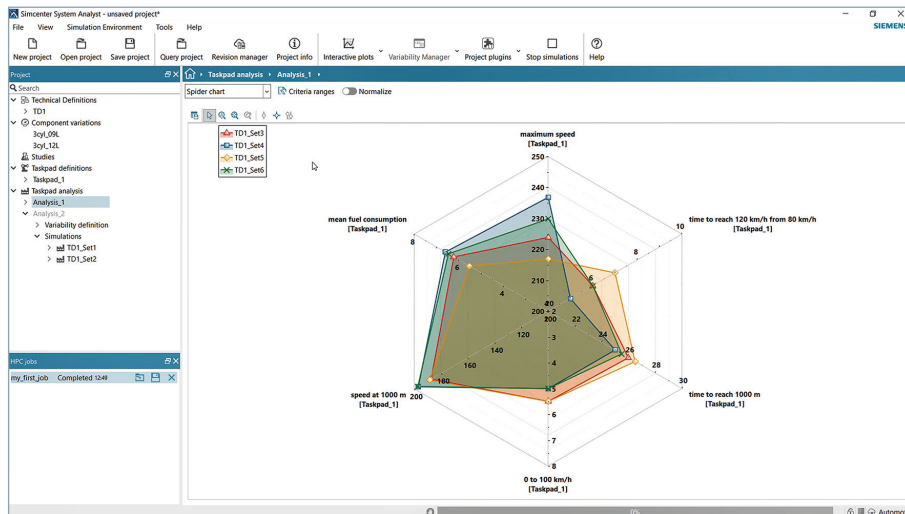 Simcenter System Analyst - unsaved project*
File View Simulation Environment Tools Help
SIEMENS
New project Open project Save project Query project Revision manager Project info Interactive plots Variability Manager Project plugins Stop simulations Help
Project
Taskpad analysis Analysis_1
Search
Spider chart Criteria ranges Normalize
Technical Definitions
TD1
Component variations
3cyl_09L
3cyl_12L
Studies
Taskpad definitions
Taskpad_1
Taskpad analysis
Analysis_1
Analysis_2
Variability definition
Simulations
TD1_Set1
TD1_Set2
HPC jobs
my_first_job Completed 12:49
TD1_Set3
TD1_Set4
TD1_Set5
TD1_Set6
maximum speed
[Taskpad_1]
250
240
230
220
210
200
time to reach 120 km/h from 80 km/h
[Taskpad_1]
10
8
6
4
time to reach 1000 m
[Taskpad_1]
30
28
26
24
22
20
0 to 100 km/h
[Taskpad_1]
8
7
6
5
4
3
2
speed at 1000 m
[Taskpad_1]
200
180
160
140
120
100
mean fuel consumption
[Taskpad_1]
8
6
4
0%
Automot